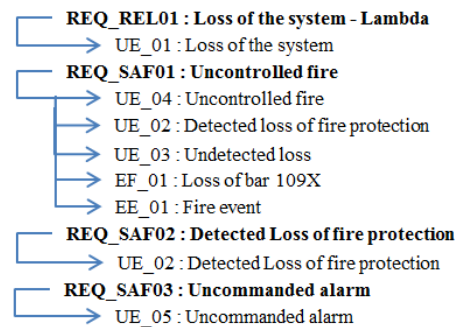 REQ_REL01 : Loss of the system - Lambda
UE_01 : Loss of the system
REQ_SAF01 : Uncontrolled fire
UE_04 : Uncontrolled fire
UE_02 : Detected loss of fire protection
UE_03 : Undetected loss
EF_01 : Loss of bar 109X
EE_01 : Fire event
REQ_SAF02 : Detected Loss of fire protection
UE_02 : Detected Loss of fire protection
REQ_SAF03 : Uncommanded alarm
UE_05 : Uncommanded alarm